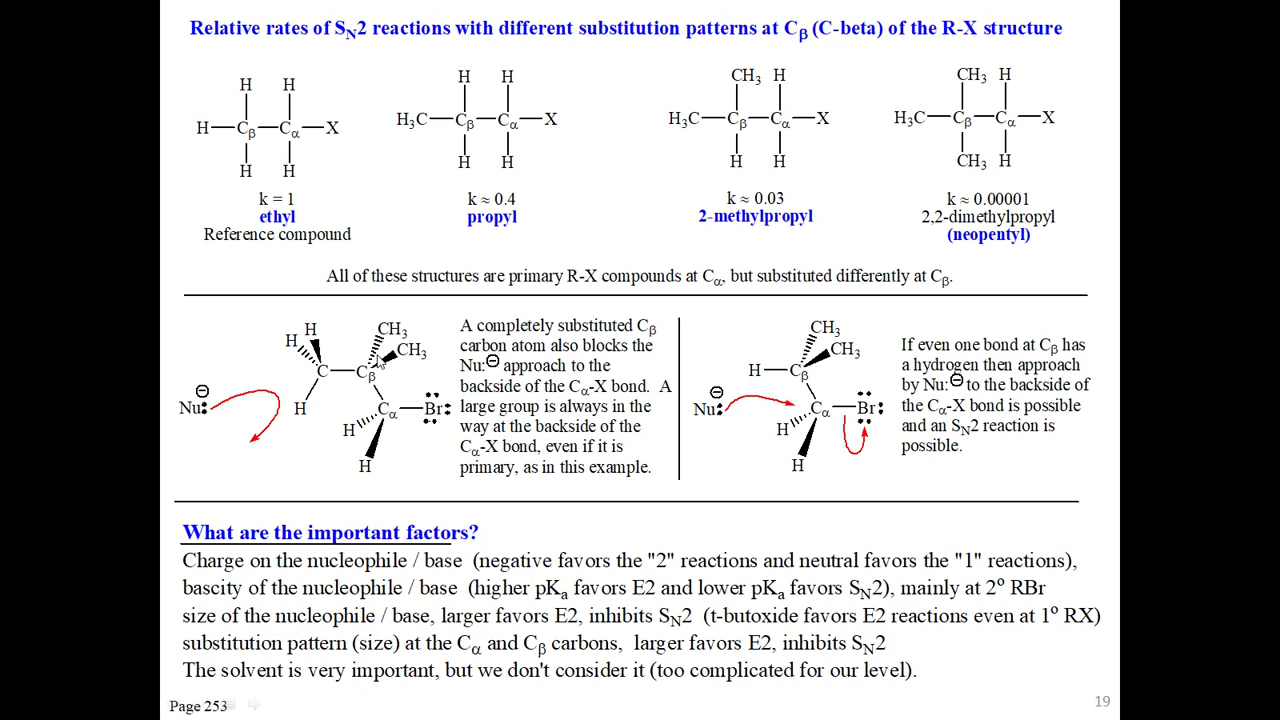 Relative rates of SN2 reactions with different substitution patterns at Cβ (C-beta) of the R-X structure
H H
H Cβ Cα X
H H
k = 1
ethyl
Reference compound
H H
H3C Cβ Cα X
H H
k ≈ 0.4
propyl
CH3 H
H3C Cβ Cα X
H H
k ≈ 0.03
2-methylpropyl
CH3 H
H3C Cβ Cα X
CH3 H
k ≈ 0.00001
2,2-dimethylpropyl
(neopentyl)
All of these structures are primary R-X compounds at Cα, but substituted differently at Cβ.
H
H
CH3
CH3
C Cβ
Nu:⊖
H
Cα Br
H
H
A completely substituted Cβ
carbon atom also blocks the
Nu:⊖ approach to the
backside of the Cα-X bond. A
large group is always in the
way at the backside of the
Cα-X bond, even if it is
primary, as in this example.
CH3
CH3
H Cβ
Nu:⊖
Cα Br
H
H
If even one bond at Cβ has
a hydrogen then approach
by Nu:⊖ to the backside of
the Cα-X bond is possible
and an SN2 reaction is
possible.
What are the important factors?
Charge on the nucleophile / base (negative favors the "2" reactions and neutral favors the "1" reactions),
bascity of the nucleophile / base (higher pKa favors E2 and lower pKa favors SN2), mainly at 2o RBr
size of the nucleophile / base, larger favors E2, inhibits SN2 (t-butoxide favors E2 reactions even at 1o RX)
substitution pattern (size) at the Cα and Cβ carbons, larger favors E2, inhibits SN2
The solvent is very important, but we don't consider it (too complicated for our level).
Page 253
19